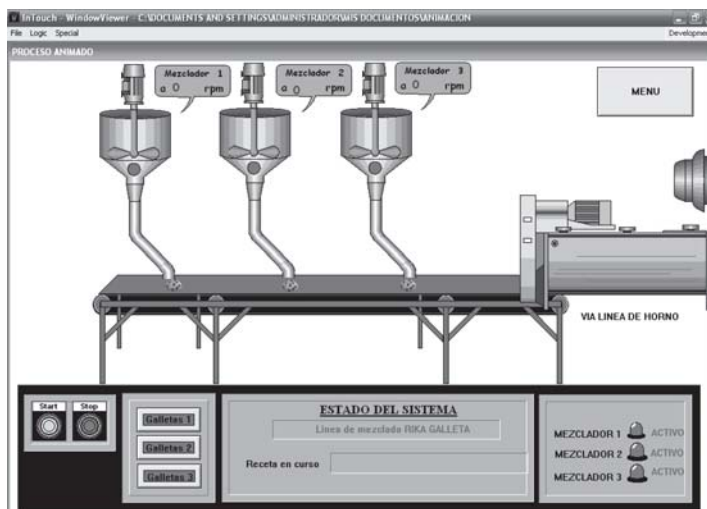 InTouch - WindowViewer - C:\DOCUMENTS AND SETTINGS\ADMINISTRADOR\MIS DOCUMENTOS\ANIMACION
File Logic Special
Developmen
PROCESO ANIMADO
Mezclador 1
a 0 rpm
Mezclador 2
a 0 rpm
Mezclador 3
a 0 rpm
MENU
VIA LINEA DE HORNO
Start
Stop
Galletas 1
Galletas 2
Galletas 3
ESTADO DEL SISTEMA
Línea de mezclado RIKA GALLETA
Receta en curso
MEZCLADOR 1 ACTIVO
MEZCLADOR 2 ACTIVO
MEZCLADOR 3 ACTIVO